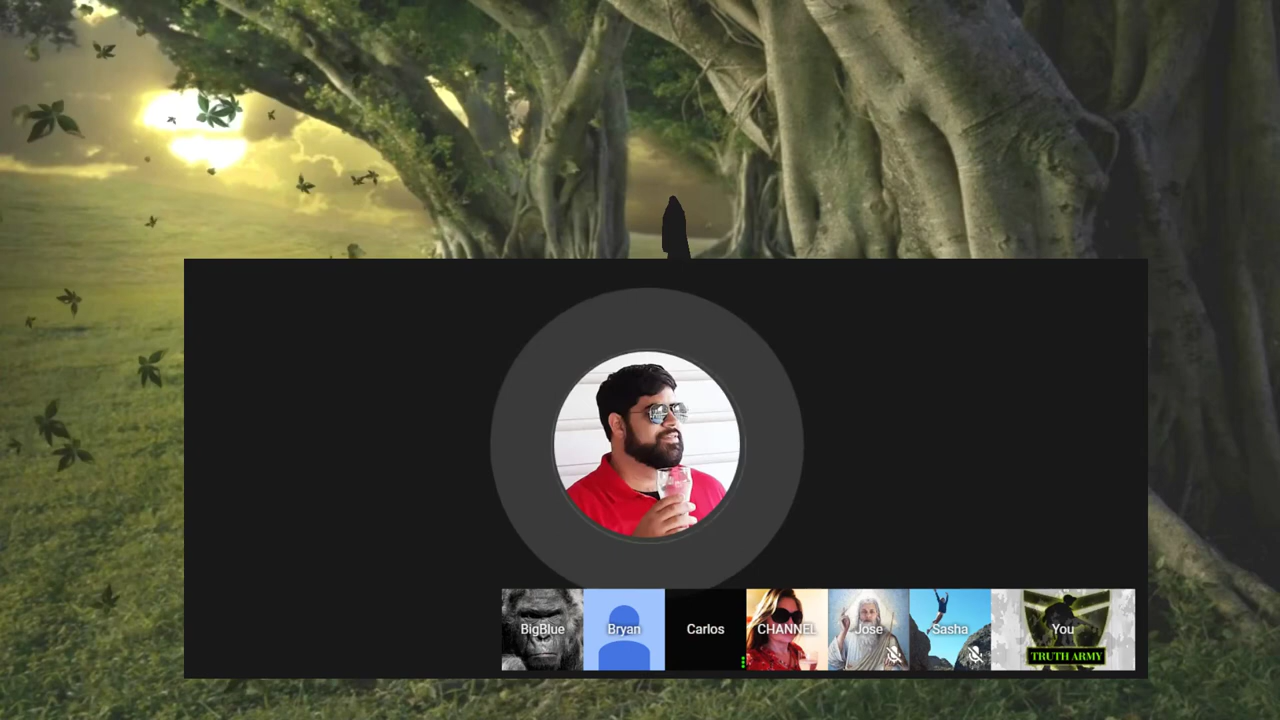 BigBlue
Bryan
Carlos
CHANNEL
Jose
Sasha
You
TRUTH ARMY